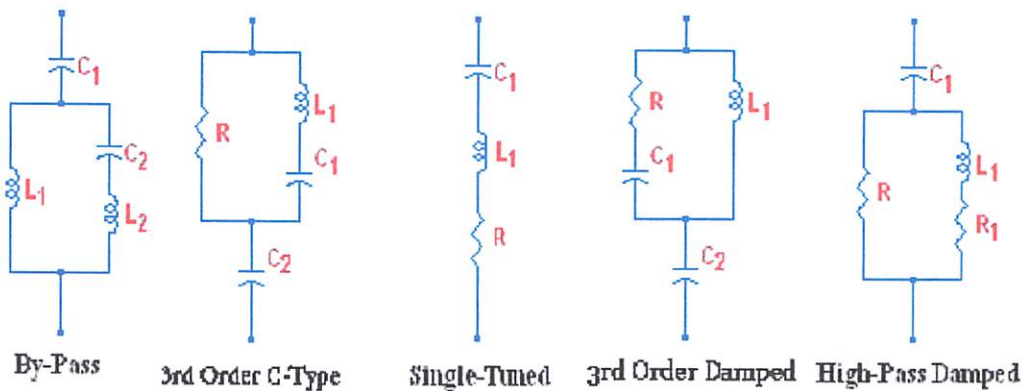 C1
L1
C2
L2
By-Pass
R
L1
C1
C2
3rd Order C-Type
C1
L1
R
Single-Tuned
R
C1
L1
C2
3rd Order Damped
C1
R
L1
R1
High-Pass Damped